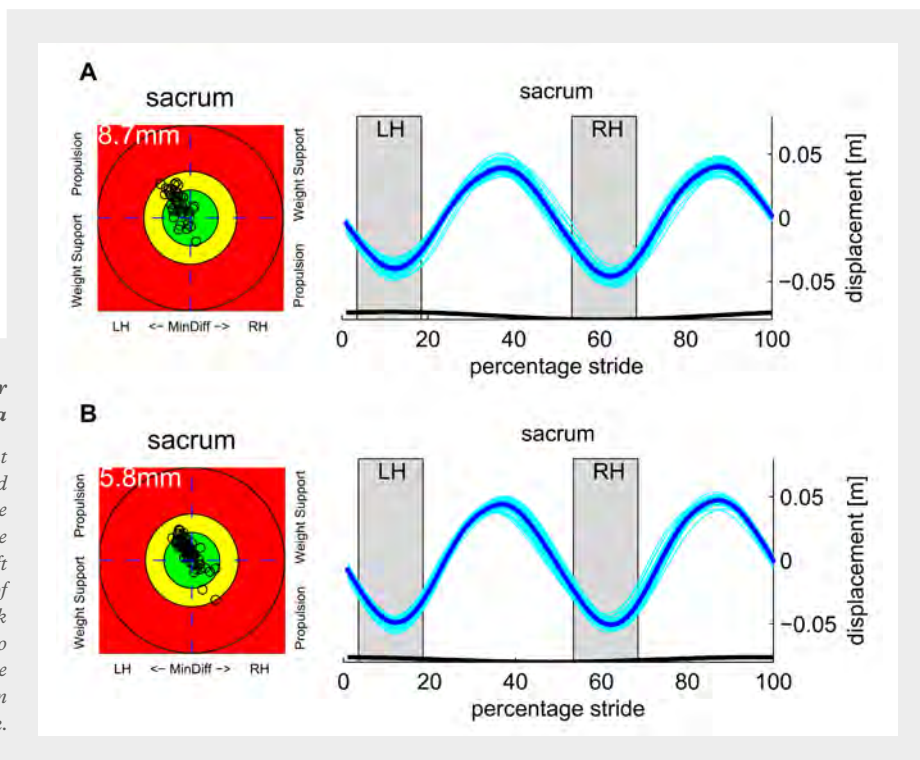 A
sacrum
8.7mm
Propulsion
Weight Support
Weight Support
Propulsion
LH <- MinDiff -> RH
sacrum
LH
RH
0.05
0
-0.05
displacement [m]
0 20 40 60 80 100
percentage stride
r
a
t
d
e
e
ft
of
k
o
e
n
B
sacrum
5.8mm
Propulsion
Weight Support
Weight Support
Propulsion
LH <- MinDiff -> RH
sacrum
LH
RH
0.05
0
-0.05
displacement [m]
0 20 40 60 80 100
percentage stride